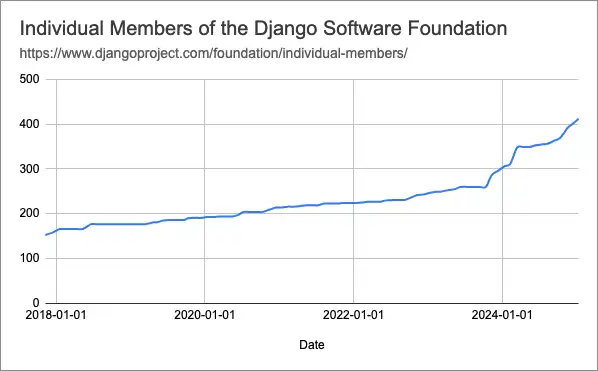 Individual Members of the Django Software Foundation
https://www.djangoproject.com/foundation/individual-members/
500
400
300
200
100
0
2018-01-01 2020-01-01 2022-01-01 2024-01-01
Date